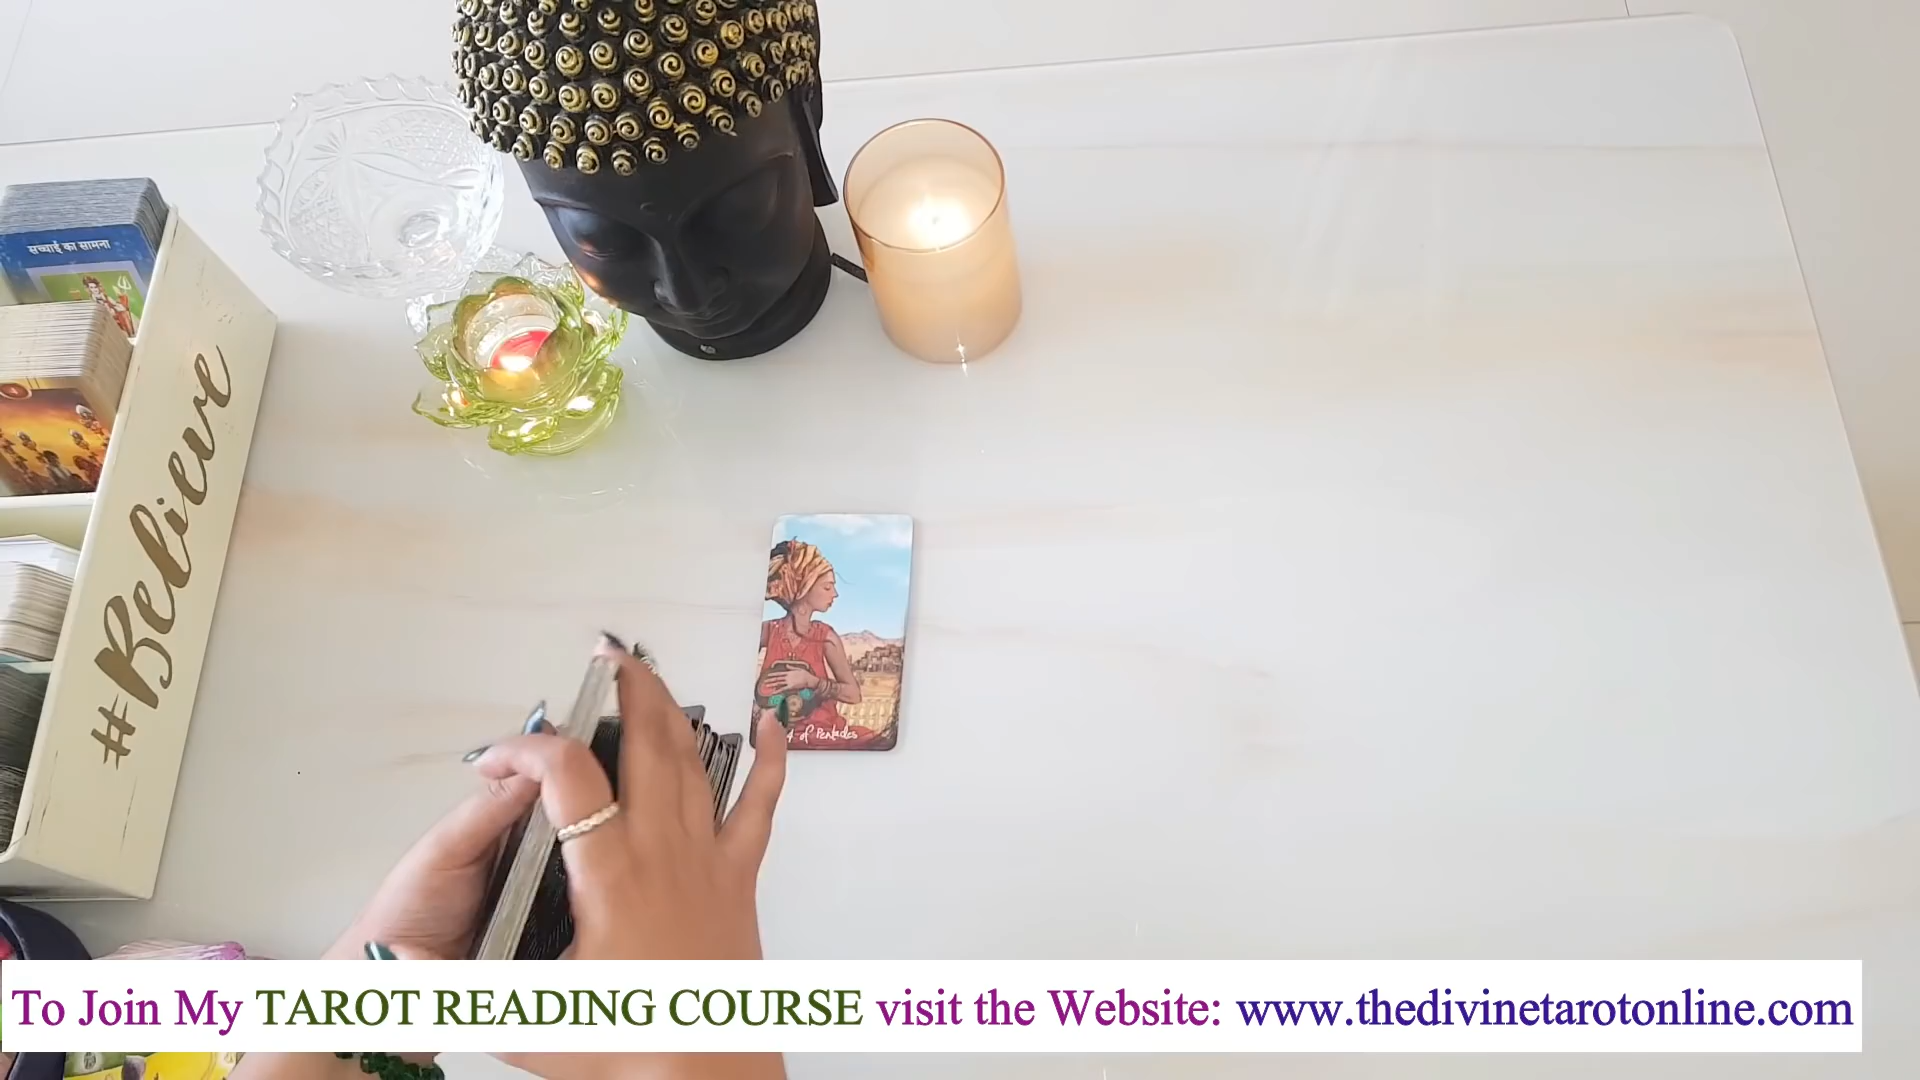 सच्चाई का सामना
#Believe
4 of Pentacles
To Join My TAROT READING COURSE visit the Website: www.thedivinetarotonline.com